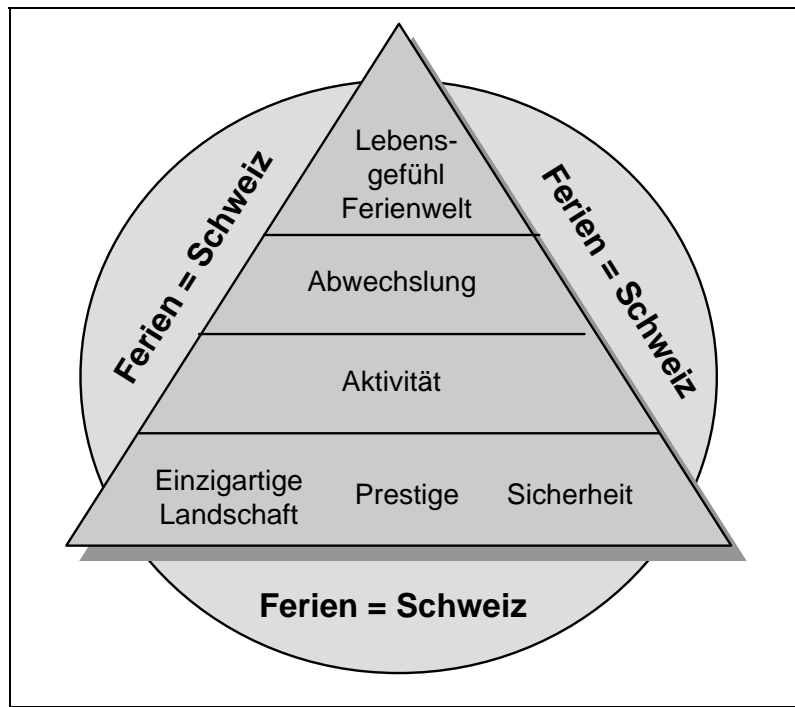 Lebens-
gefühl
Ferienwelt
Ferien = Schweiz
Ferien = Schweiz
Abwechslung
Aktivität
Einzigartige
Landschaft
Prestige
Sicherheit
Ferien = Schweiz